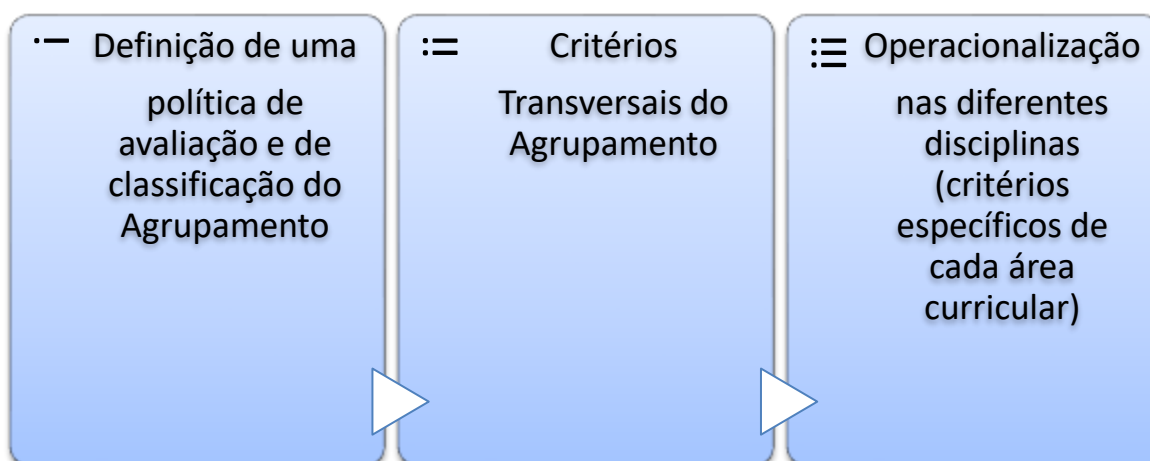 Definição de uma
política de
avaliação e de
classificação do
Agrupamento
Critérios
Transversais do
Agrupamento
Operacionalização
nas diferentes
disciplinas
(critérios
específicos de
cada área
curricular)